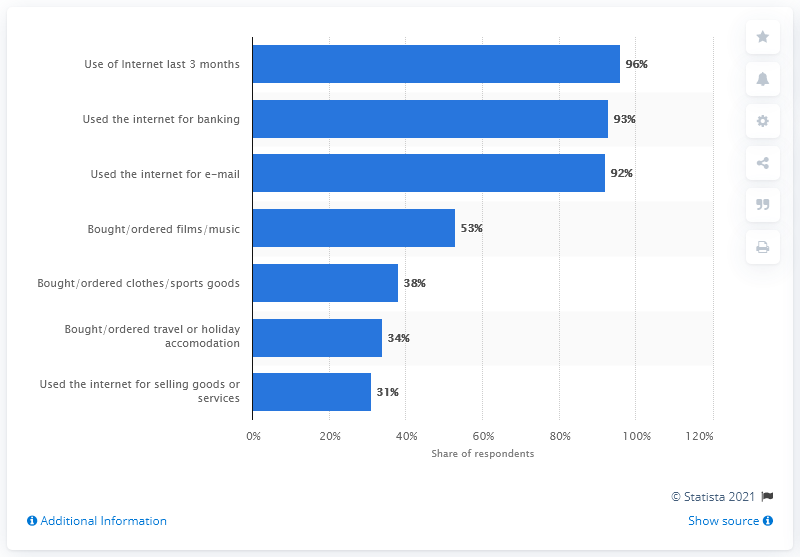 Use of Internet last 3 months
96%
Used the internet for banking
93%
Used the internet for e-mail
92%
Bought/ordered films/music
53%
Bought/ordered clothes/sports goods
38%
Bought/ordered travel or holiday
accomodation
34%
Used the internet for selling goods or
services
31%
0% 20% 40% 60% 80% 100% 120%
Share of respondents
© Statista 2021
Additional Information
Show source